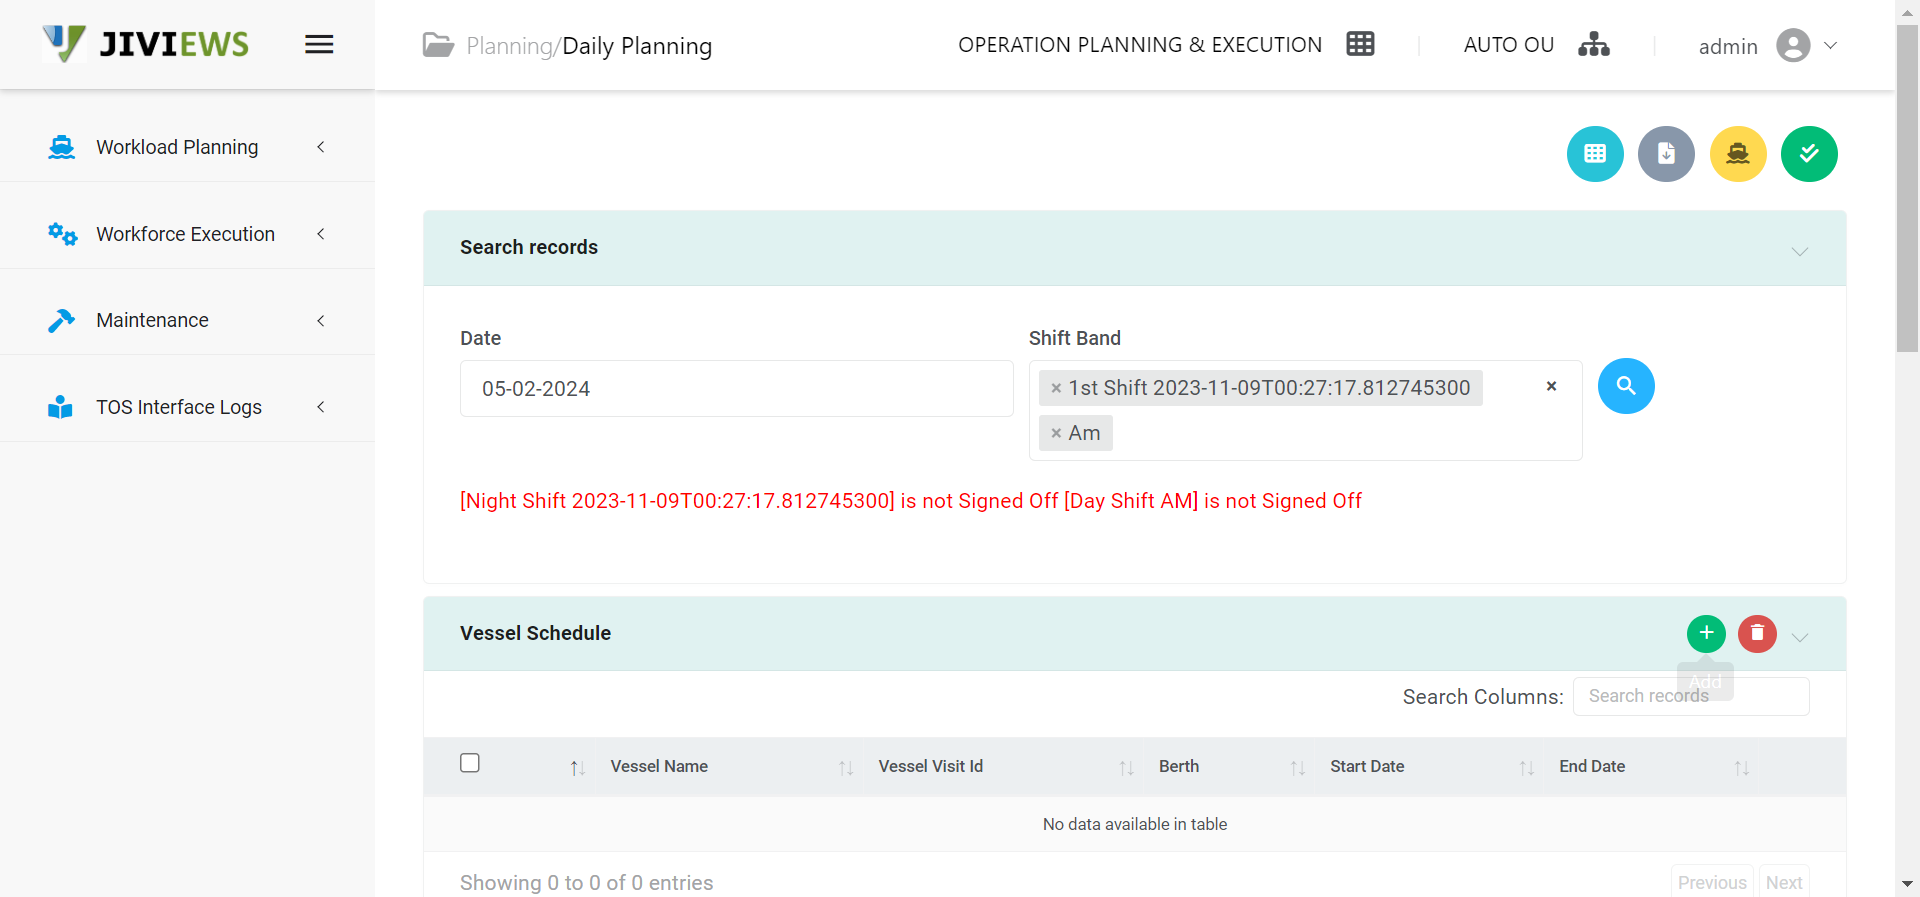 JIVIEWS
Planning/Daily Planning
OPERATION PLANNING & EXECUTION
AUTO OU
admin
Workload Planning
Workforce Execution
Maintenance
TOS Interface Logs
Search records
Date
Shift Band
05-02-2024
× 1st Shift 2023-11-09T00:27:17.812745300 ×
× Am
[Night Shift 2023-11-09T00:27:17.812745300] is not Signed Off [Day Shift AM] is not Signed Off
Vessel Schedule
Add
Search Columns: Search records
Vessel Name Vessel Visit Id Berth Start Date End Date
No data available in table
Showing 0 to 0 of 0 entries
Previous Next